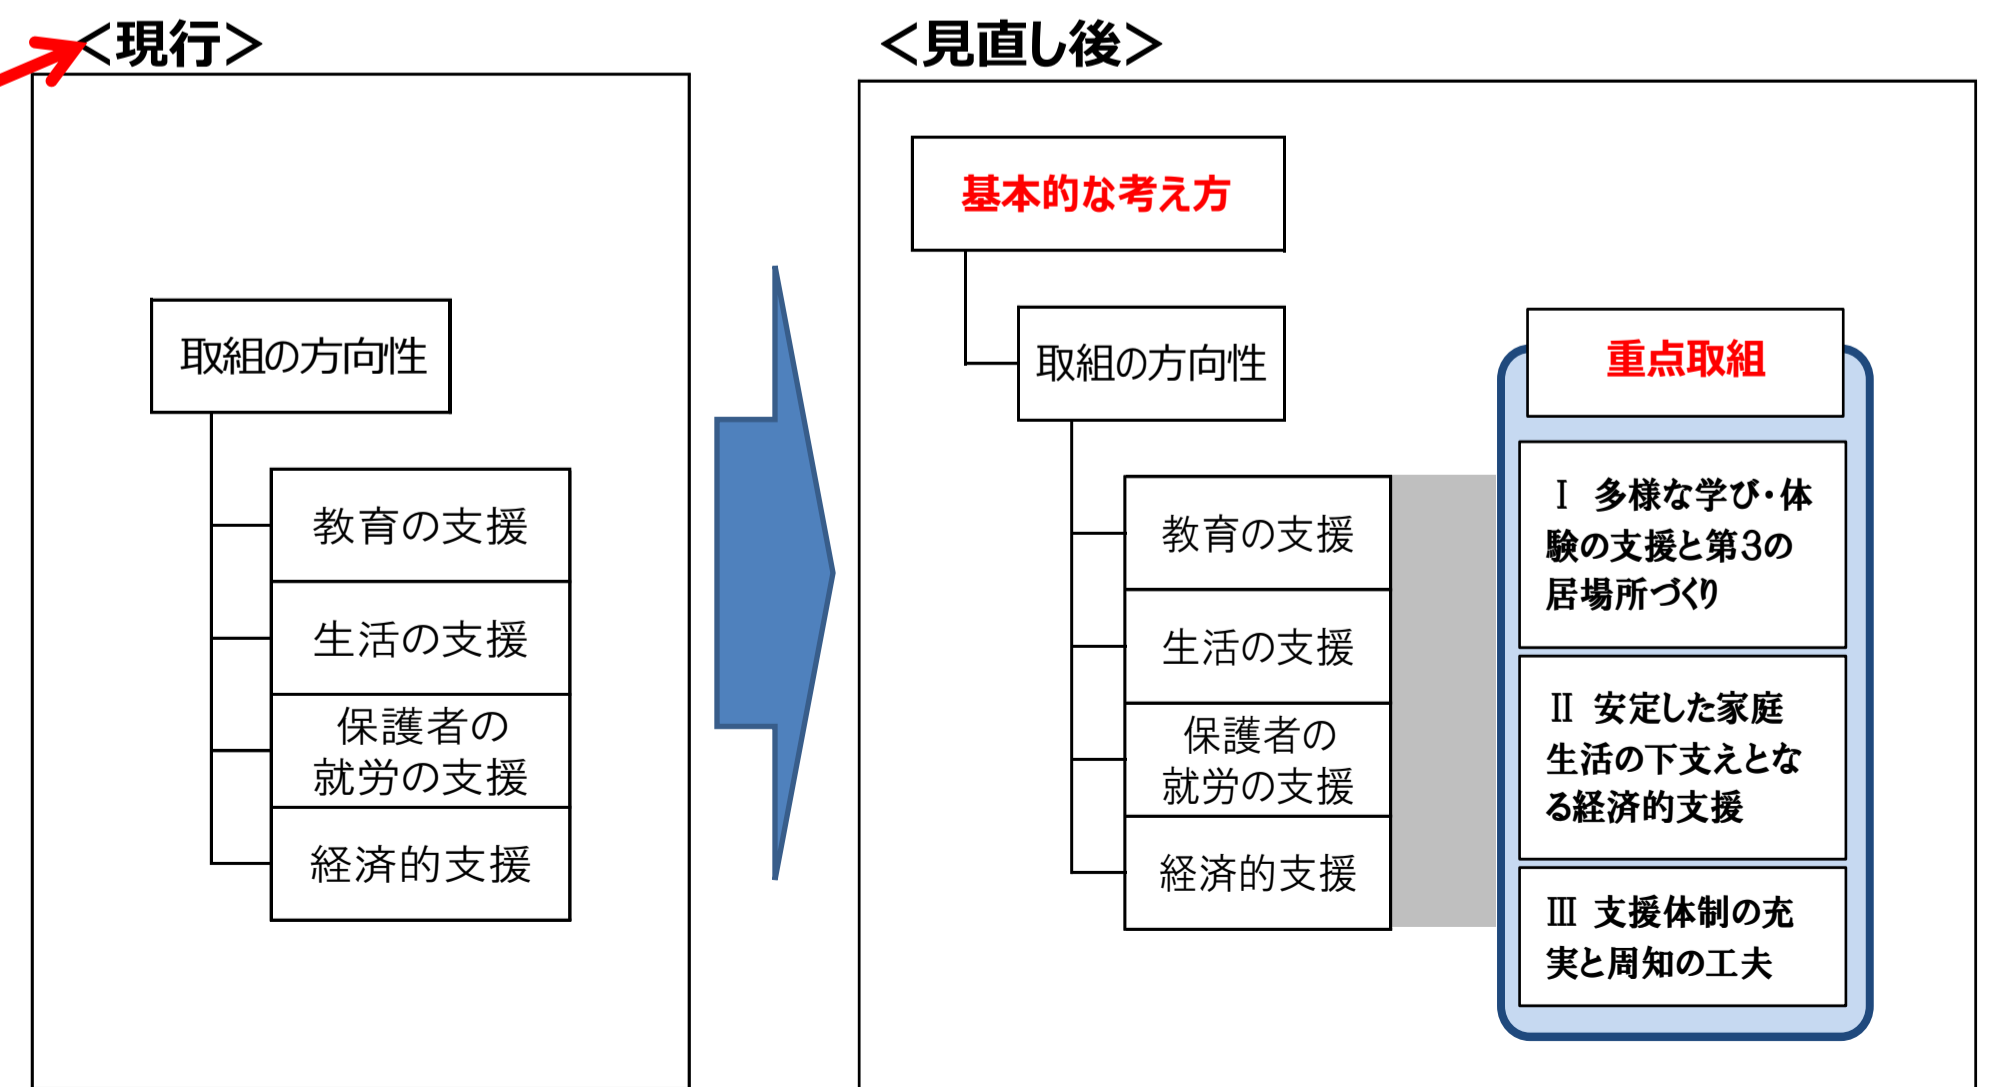 ＜現行＞
取組の方向性
教育の支援
生活の支援
保護者の
就労の支援
経済的支援
＜見直し後＞
基本的な考え方
取組の方向性
教育の支援
生活の支援
保護者の
就労の支援
経済的支援
重点取組
Ⅰ 多様な学び・体
験の支援と第3の
居場所づくり
Ⅱ 安定した家庭
生活の下支えとな
る経済的支援
Ⅲ 支援体制の充
実と周知の工夫